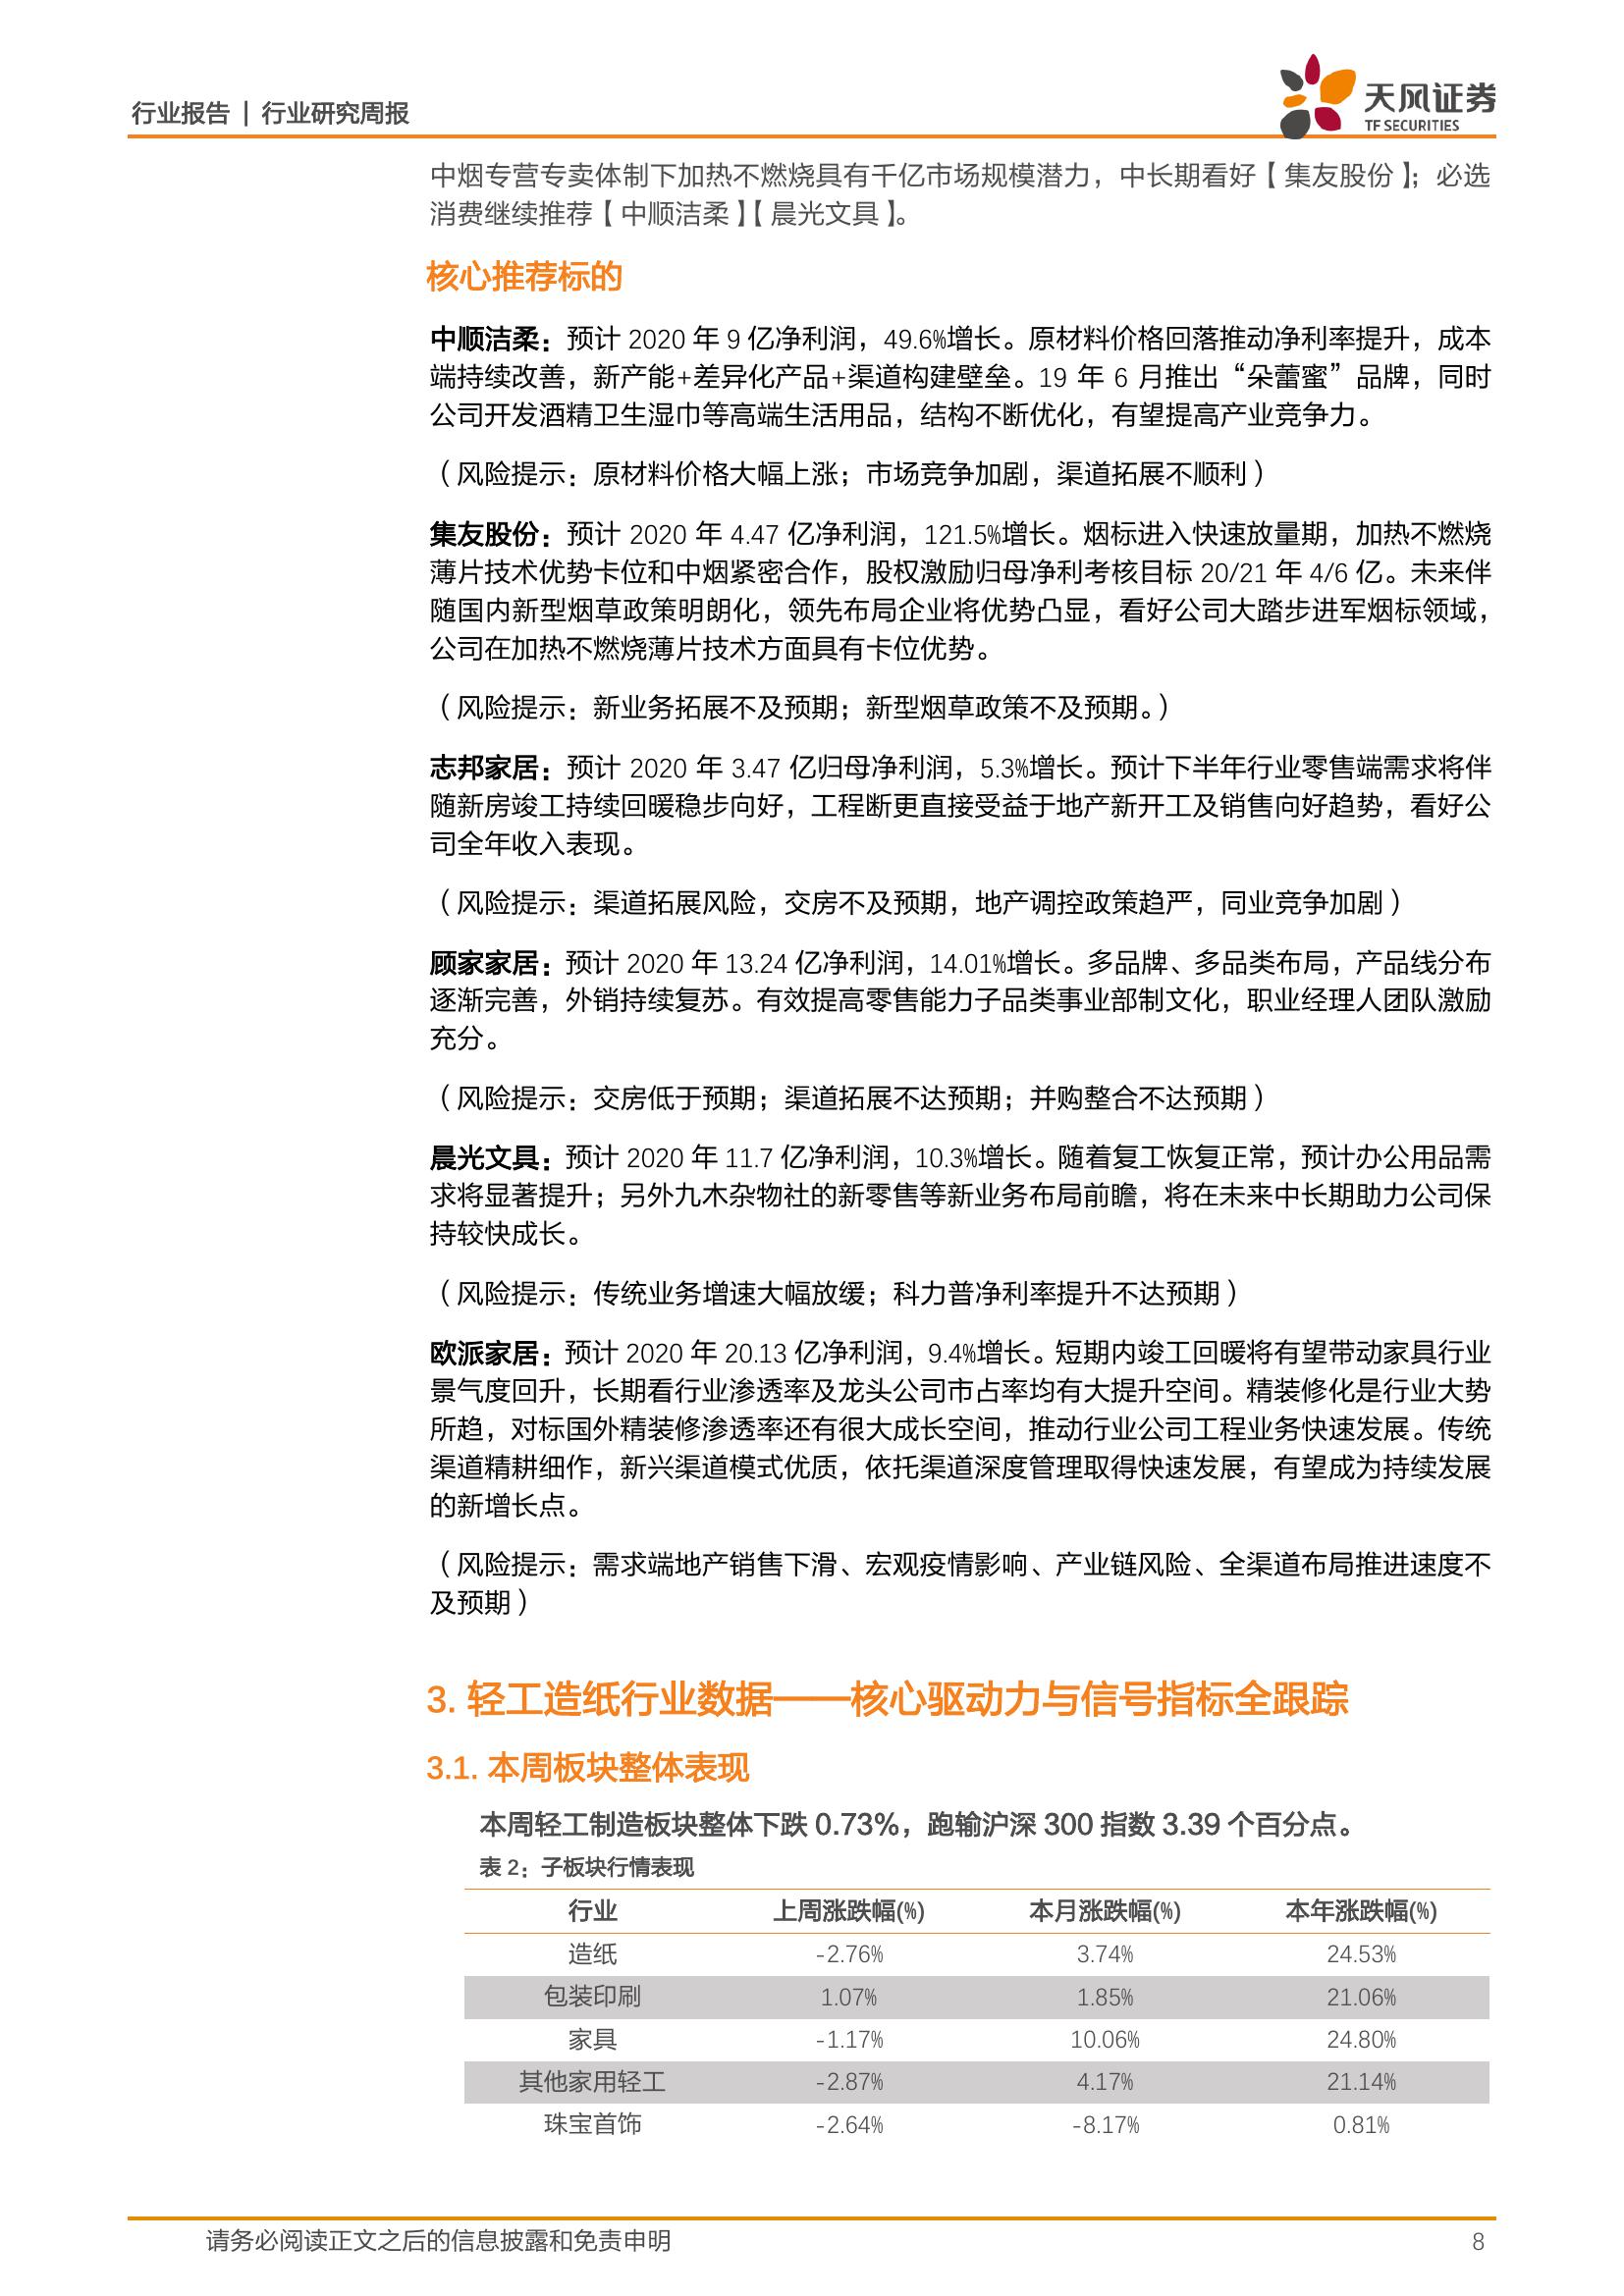 行业报告 | 行业研究周报
天风证券
TF SECURITIES
中烟专营专卖体制下加热不燃烧具有千亿市场规模潜力，中长期看好【集友股份】；必选
消费继续推荐【中顺洁柔】【晨光文具】。
核心推荐标的
中顺洁柔：预计 2020 年 9 亿净利润，49.6%增长。原材料价格回落推动净利率提升，成本
端持续改善，新产能+差异化产品+渠道构建壁垒。19 年 6 月推出“朵蕾蜜”品牌，同时
公司开发酒精卫生湿巾等高端生活用品，结构不断优化，有望提高产业竞争力。
（风险提示：原材料价格大幅上涨；市场竞争加剧，渠道拓展不顺利）
集友股份：预计 2020 年 4.47 亿净利润，121.5%增长。烟标进入快速放量期，加热不燃烧
薄片技术优势卡位和中烟紧密合作，股权激励归母净利考核目标 20/21 年 4/6 亿。未来伴
随国内新型烟草政策明朗化，领先布局企业将优势凸显，看好公司大踏步进军烟标领域，
公司在加热不燃烧薄片技术方面具有卡位优势。
（风险提示：新业务拓展不及预期；新型烟草政策不及预期。）
志邦家居：预计 2020 年 3.47 亿归母净利润，5.3%增长。预计下半年行业零售端需求将伴
随新房竣工持续回暖稳步向好，工程断更直接受益于地产新开工及销售向好趋势，看好公
司全年收入表现。
（风险提示：渠道拓展风险，交房不及预期，地产调控政策趋严，同业竞争加剧）
顾家家居：预计 2020 年 13.24 亿净利润，14.01%增长。多品牌、多品类布局，产品线分布
逐渐完善，外销持续复苏。有效提高零售能力子品类事业部制文化，职业经理人团队激励
充分。
（风险提示：交房低于预期；渠道拓展不达预期；并购整合不达预期）
晨光文具：预计 2020 年 11.7 亿净利润，10.3%增长。随着复工恢复正常，预计办公用品需
求将显著提升；另外九木杂物社的新零售等新业务布局前瞻，将在未来中长期助力公司保
持较快成长。
（风险提示：传统业务增速大幅放缓；科力普净利率提升不达预期）
欧派家居：预计 2020 年 20.13 亿净利润，9.4%增长。短期内竣工回暖将有望带动家具行业
景气度回升，长期看行业渗透率及龙头公司市占率均有大提升空间。精装修化是行业大势
所趋，对标国外精装修渗透率还有很大成长空间，推动行业公司工程业务快速发展。传统
渠道精耕细作，新兴渠道模式优质，依托渠道深度管理取得快速发展，有望成为持续发展
的新增长点。
（风险提示：需求端地产销售下滑、宏观疫情影响、产业链风险、全渠道布局推进速度不
及预期）
3. 轻工造纸行业数据——核心驱动力与信号指标全跟踪
3.1. 本周板块整体表现
本周轻工制造板块整体下跌 0.73%，跑输沪深 300 指数 3.39 个百分点。
表 2：子板块行情表现
行业 上周涨跌幅(%) 本月涨跌幅(%) 本年涨跌幅(%)
造纸 -2.76% 3.74% 24.53%
包装印刷 1.07% 1.85% 21.06%
家具 -1.17% 10.06% 24.80%
其他家用轻工 -2.87% 4.17% 21.14%
珠宝首饰 -2.64% -8.17% 0.81%
请务必阅读正文之后的信息披露和免责申明 8